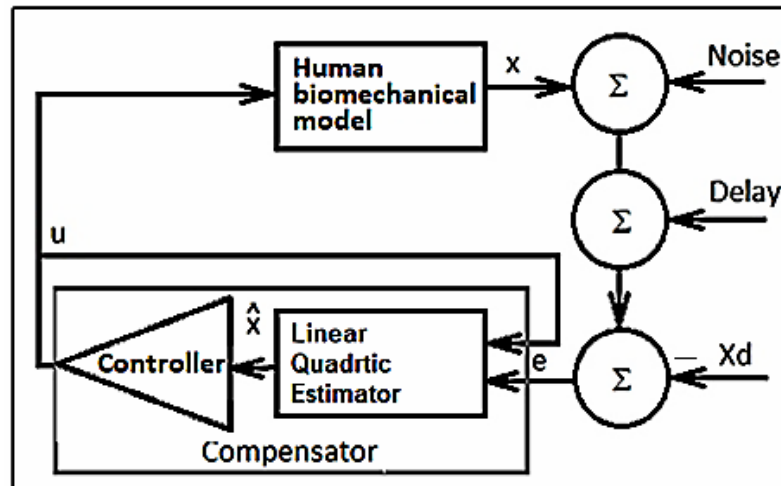 Human
biomechanical
model
x
Σ
Noise
Σ
Delay
u
x̂
Controller
Linear
Quadrtic
Estimator
e
Σ
— Xd
Compensator